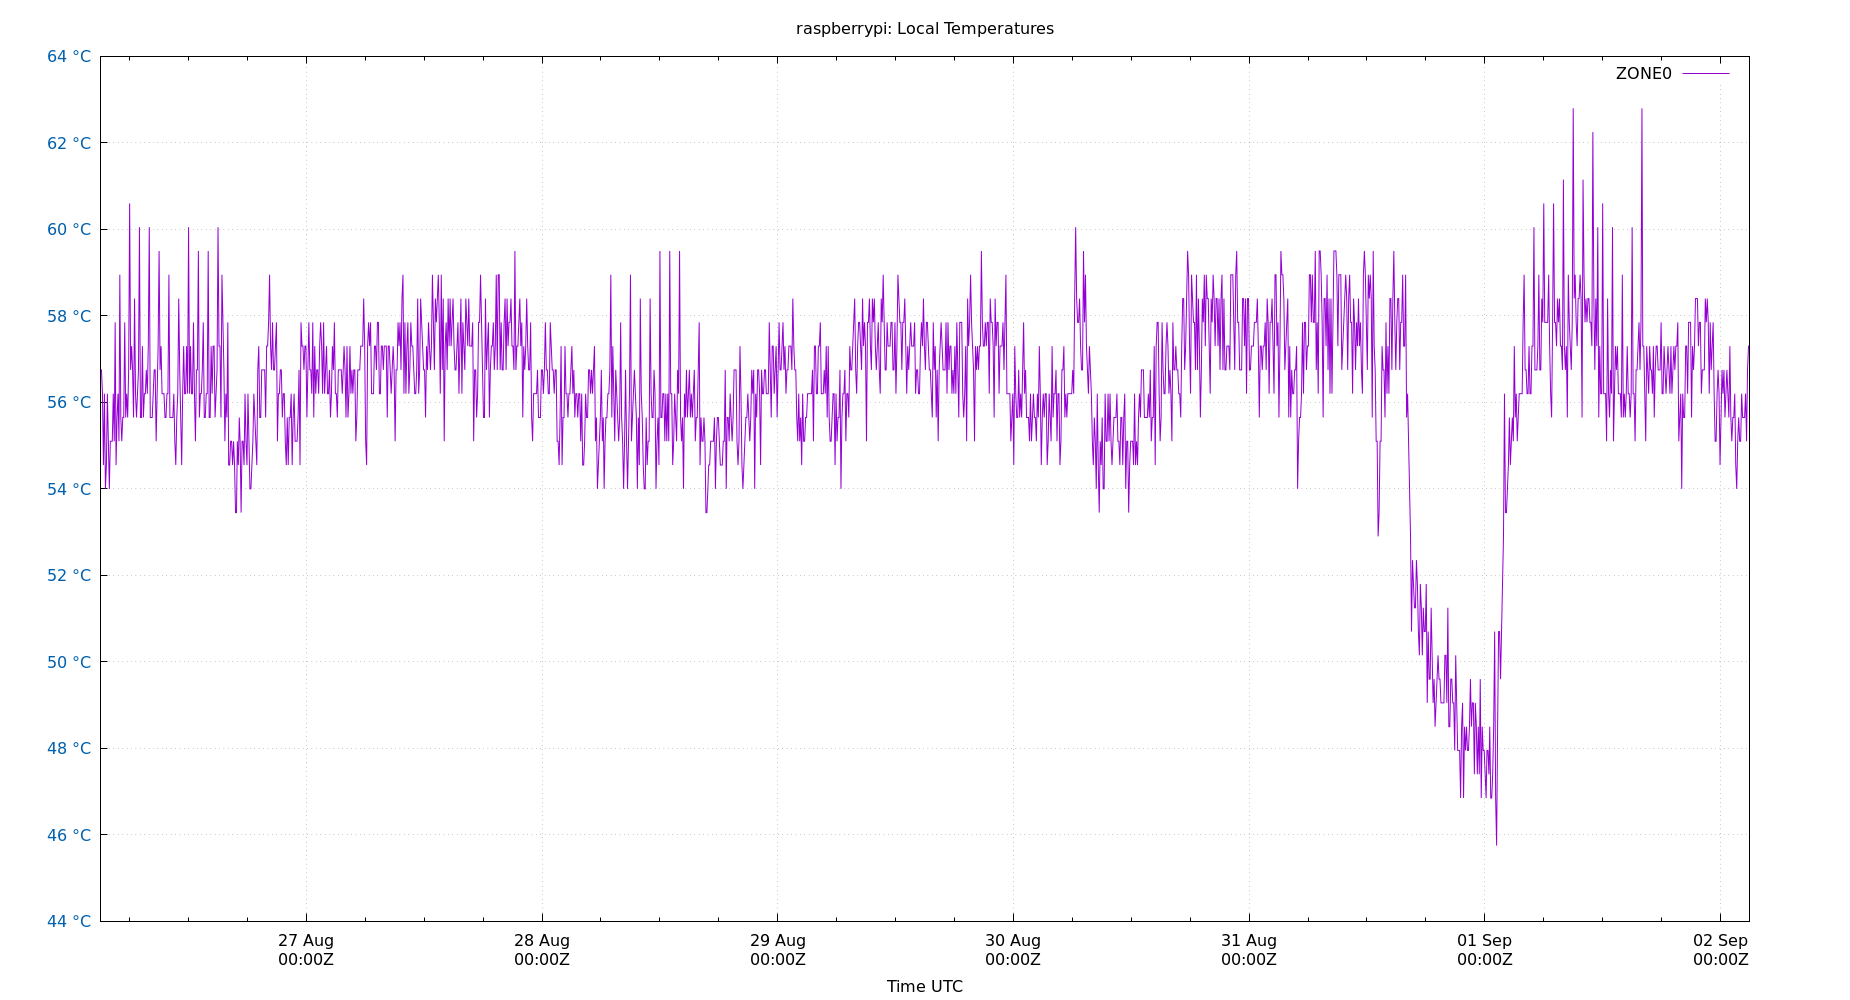 raspberrypi: Local Temperatures
64 °C
ZONE0
62 °C
60 °C
58 °C
56 °C
54 °C
52 °C
50 °C
48 °C
46 °C
44 °C
27 Aug 28 Aug 29 Aug 30 Aug 31 Aug 01 Sep 02 Sep
00:00Z 00:00Z 00:00Z 00:00Z 00:00Z 00:00Z 00:00Z
Time UTC